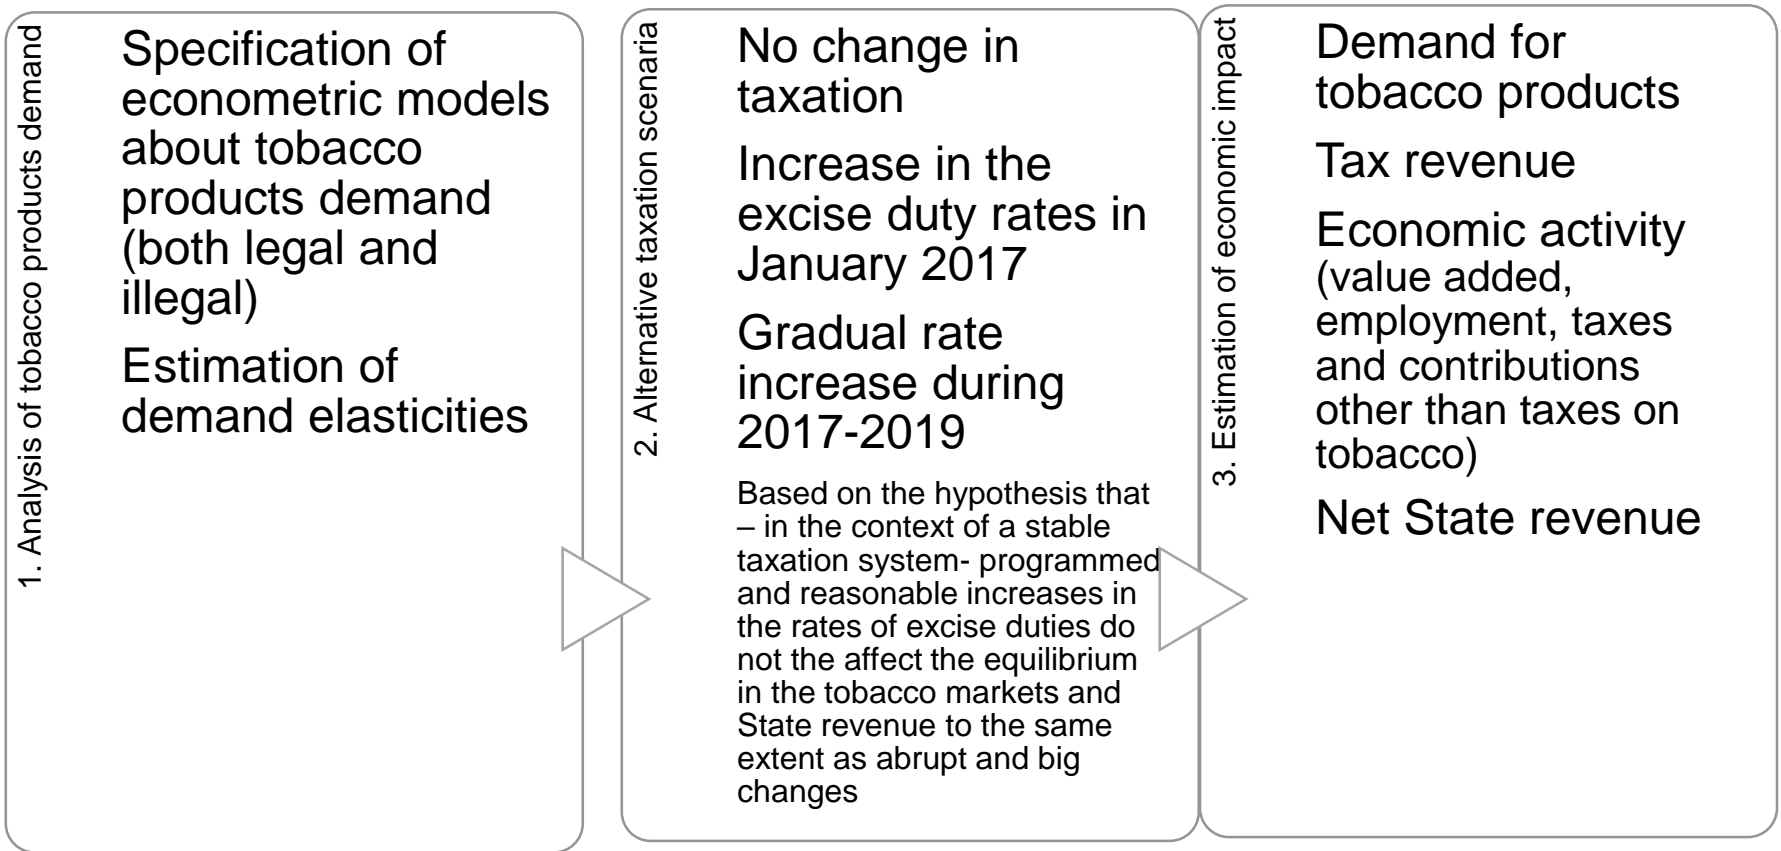 1. Analysis of tobacco products demand
Specification of
econometric models
about tobacco
products demand
(both legal and
illegal)
Estimation of
demand elasticities
2. Alternative taxation scenaria
No change in
taxation
Increase in the
excise duty rates in
January 2017
Gradual rate
increase during
2017-2019
Based on the hypothesis that
– in the context of a stable
taxation system- programmed
and reasonable increases in
the rates of excise duties do
not the affect the equilibrium
in the tobacco markets and
State revenue to the same
extent as abrupt and big
changes
3. Estimation of economic impact
Demand for
tobacco products
Tax revenue
Economic activity
(value added,
employment, taxes
and contributions
other than taxes on
tobacco)
Net State revenue